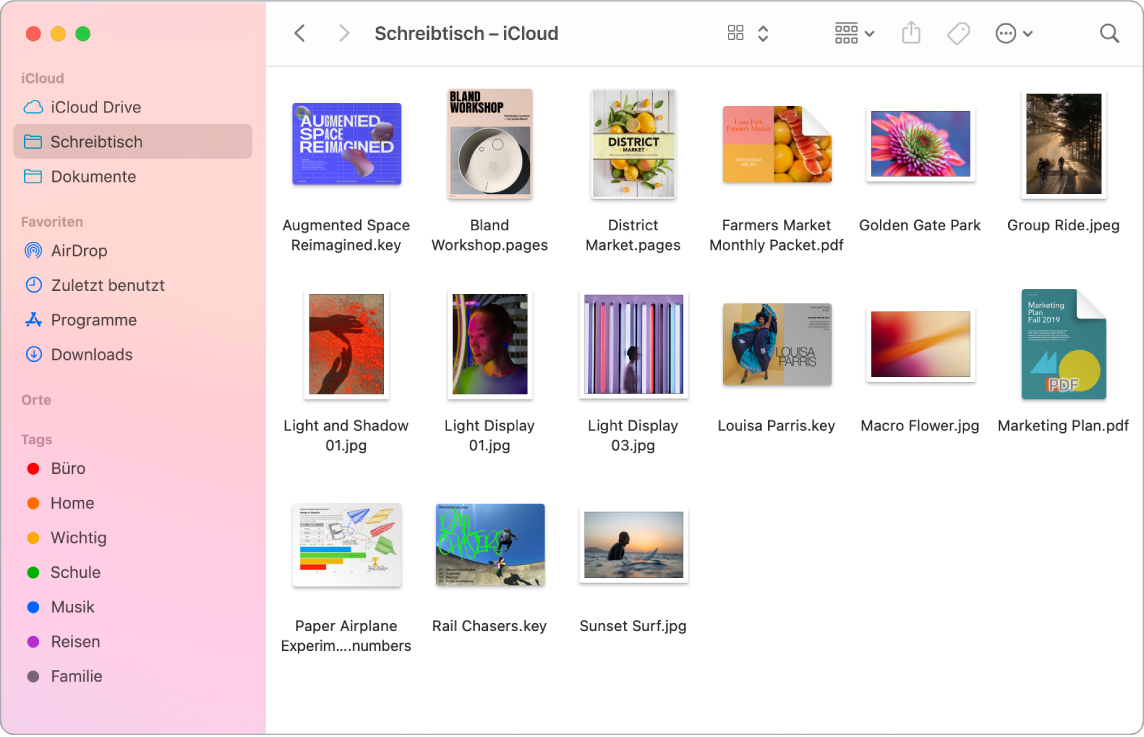 Schreibtisch – iCloud
iCloud
iCloud Drive
Schreibtisch
Dokumente
Favoriten
AirDrop
Zuletzt benutzt
Programme
Downloads
Orte
Tags
Büro
Home
Wichtig
Schule
Musik
Reisen
Familie
AUGMENTED
SPACE
REIMAGINED
Augmented Space
Reimagined.key
BLAND
WORKSHOP
Bland
Workshop.pages
DISTRICT
MARKET
District
Market.pages
Luna Park
Farmers Market
Farmers Market
Monthly Packet.pdf
Golden Gate Park
Group Ride.jpeg
Light and Shadow
01.jpg
Light Display
01.jpg
Light Display
03.jpg
LOUISA
PARRIS
Louisa Parris.key
Macro Flower.jpg
Marketing
Plan
Fall 2019
PDF
Marketing Plan.pdf
Paper Airplane
Experim....numbers
RAIL
CHASERS
Rail Chasers.key
Sunset Surf.jpg